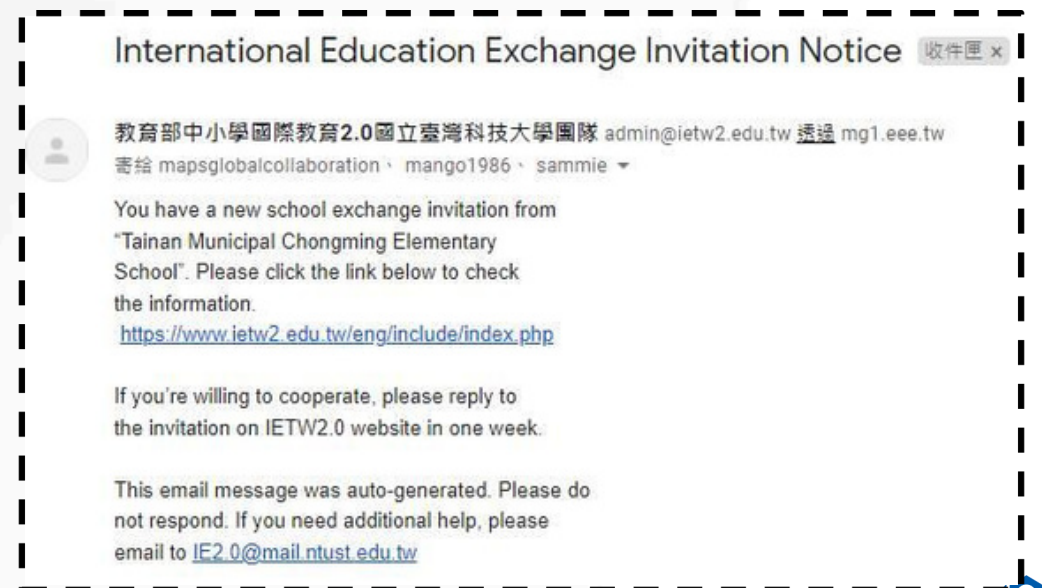 International Education Exchange Invitation Notice 收件匣 ×
教育部中小學國際教育2.0國立臺灣科技大學團隊 admin@ietw2.edu.tw 透過 mg1.eee.tw
寄給 mapsglobalcollaboration、 mango1986、 sammie
You have a new school exchange invitation from
“Tainan Municipal Chongming Elementary
School”. Please click the link below to check
the information.
https://www.ietw2.edu.tw/eng/include/index.php
If you’re willing to cooperate, please reply to
the invitation on IETW2.0 website in one week.
This email message was auto-generated. Please do
not respond. If you need additional help, please
email to IE2.0@mail.ntust.edu.tw